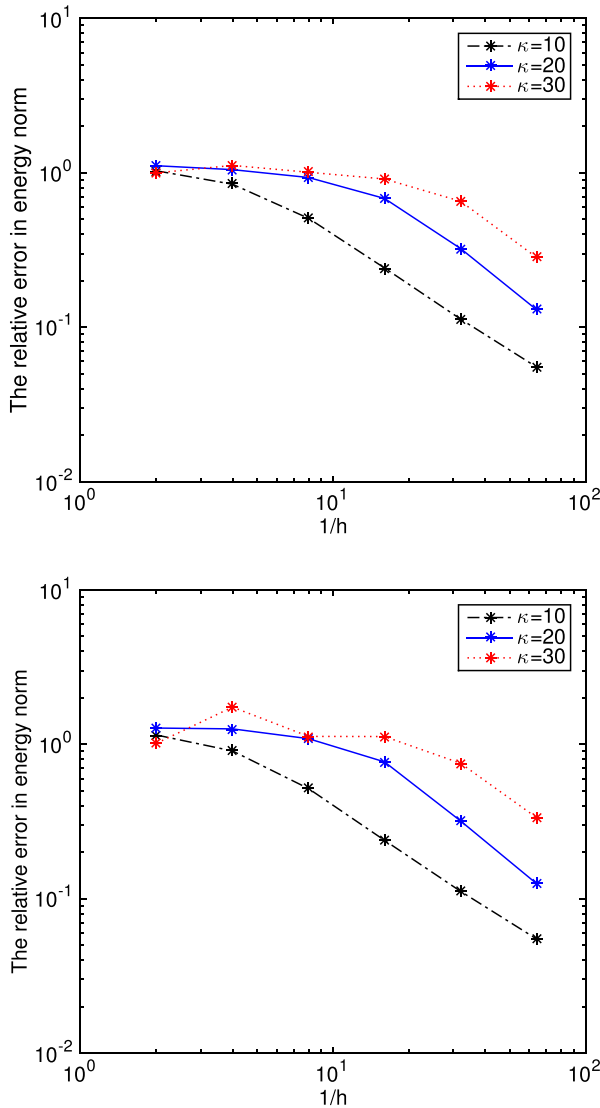 10^1
κ=10
κ=20
κ=30
10^0
10^-1
10^-2
The relative error in energy norm
10^0
10^1
10^2
1/h
10^1
κ=10
κ=20
κ=30
10^0
10^-1
10^-2
The relative error in energy norm
10^0
10^1
10^2
1/h